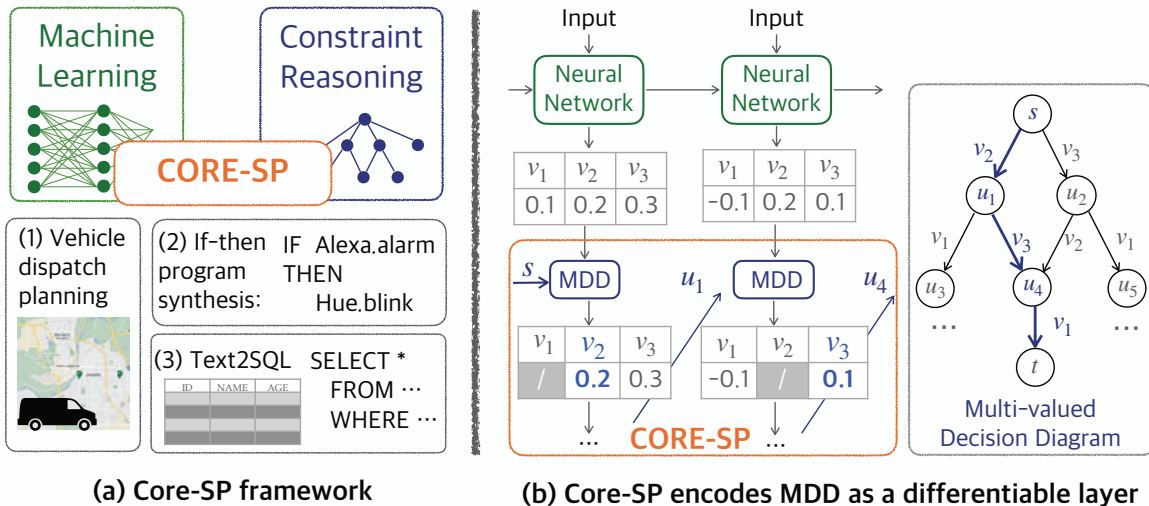 Machine
Learning
Constraint
Reasoning
CORE-SP
(1) Vehicle
dispatch
planning
(2) If-then
program
synthesis:
IF Alexa.alarm
THEN
Hue.blink
(3) Text2SQL
ID NAME AGE
SELECT *
FROM ...
WHERE ...
(a) Core-SP framework
Input Input
Neural
Network
Neural
Network
v1 v2 v3
0.1 0.2 0.3
v1 v2 v3
-0.1 0.2 0.1
s MDD u1 MDD u4
v1 v2 v3
/ 0.2 0.3
v1 v2 v3
-0.1 / 0.1
... CORE-SP ...
s
v2 v3
u1 u2
v1 v3 v2 v1
u3 u4 u5
... v1 ...
t
Multi-valued
Decision Diagram
(b) Core-SP encodes MDD as a differentiable layer